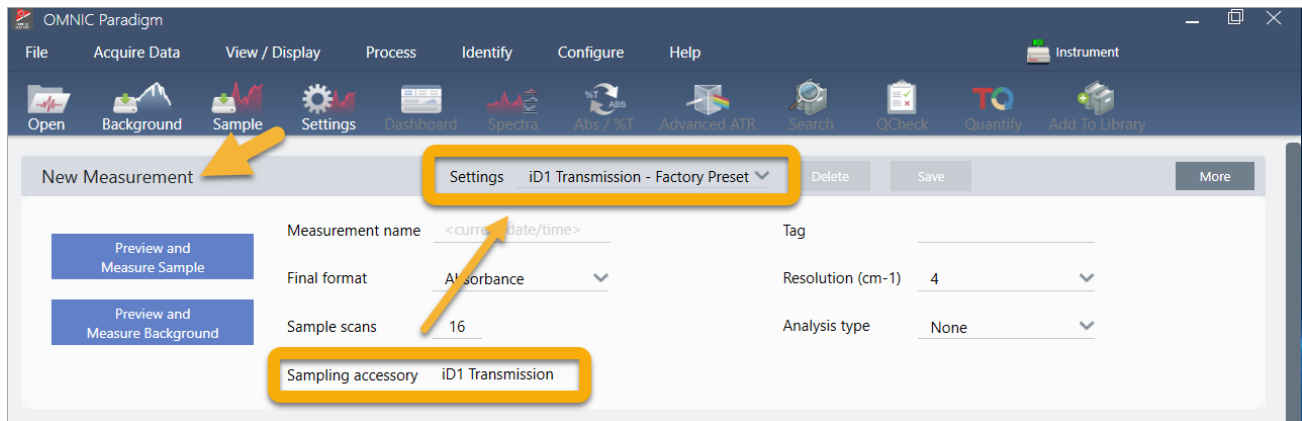 OMNIC Paradigm
File Acquire Data View / Display Process Identify Configure Help Instrument
%T ABS
Open Background Sample Settings Dashboard Spectra Abs / %T Advanced ATR Search QCheck TQ Quantify Add To Library
New Measurement Settings iD1 Transmission - Factory Preset Delete Save More
Measurement name <current date/time> Tag
Preview and
Measure Sample
Final format Absorbance Resolution (cm-1) 4
Preview and
Measure Background
Sample scans 16 Analysis type None
Sampling accessory iD1 Transmission